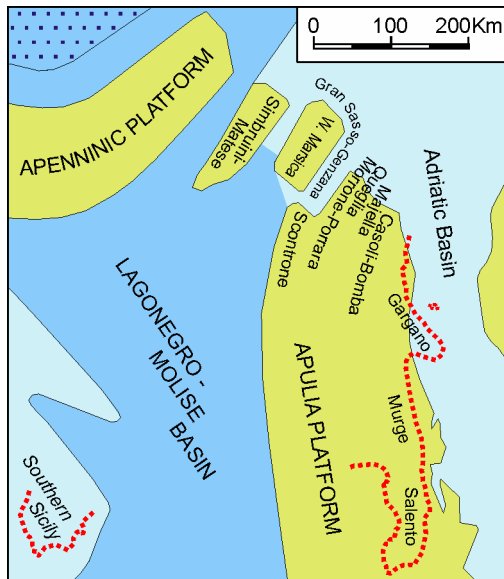 0 100 200Km
APENNINIC PLATFORM
Simbruini-
Matese
W. Marsica
Gran Sasso-Genzana
Adriatic Basin
Scontrone
Morrone-Porrara
Queglia
Majella
Casoli-Bomba
Gargano
LAGONEGRO -
MOLISE
BASIN
APULIA PLATFORM
Murge
Salento
Southern
Sicily